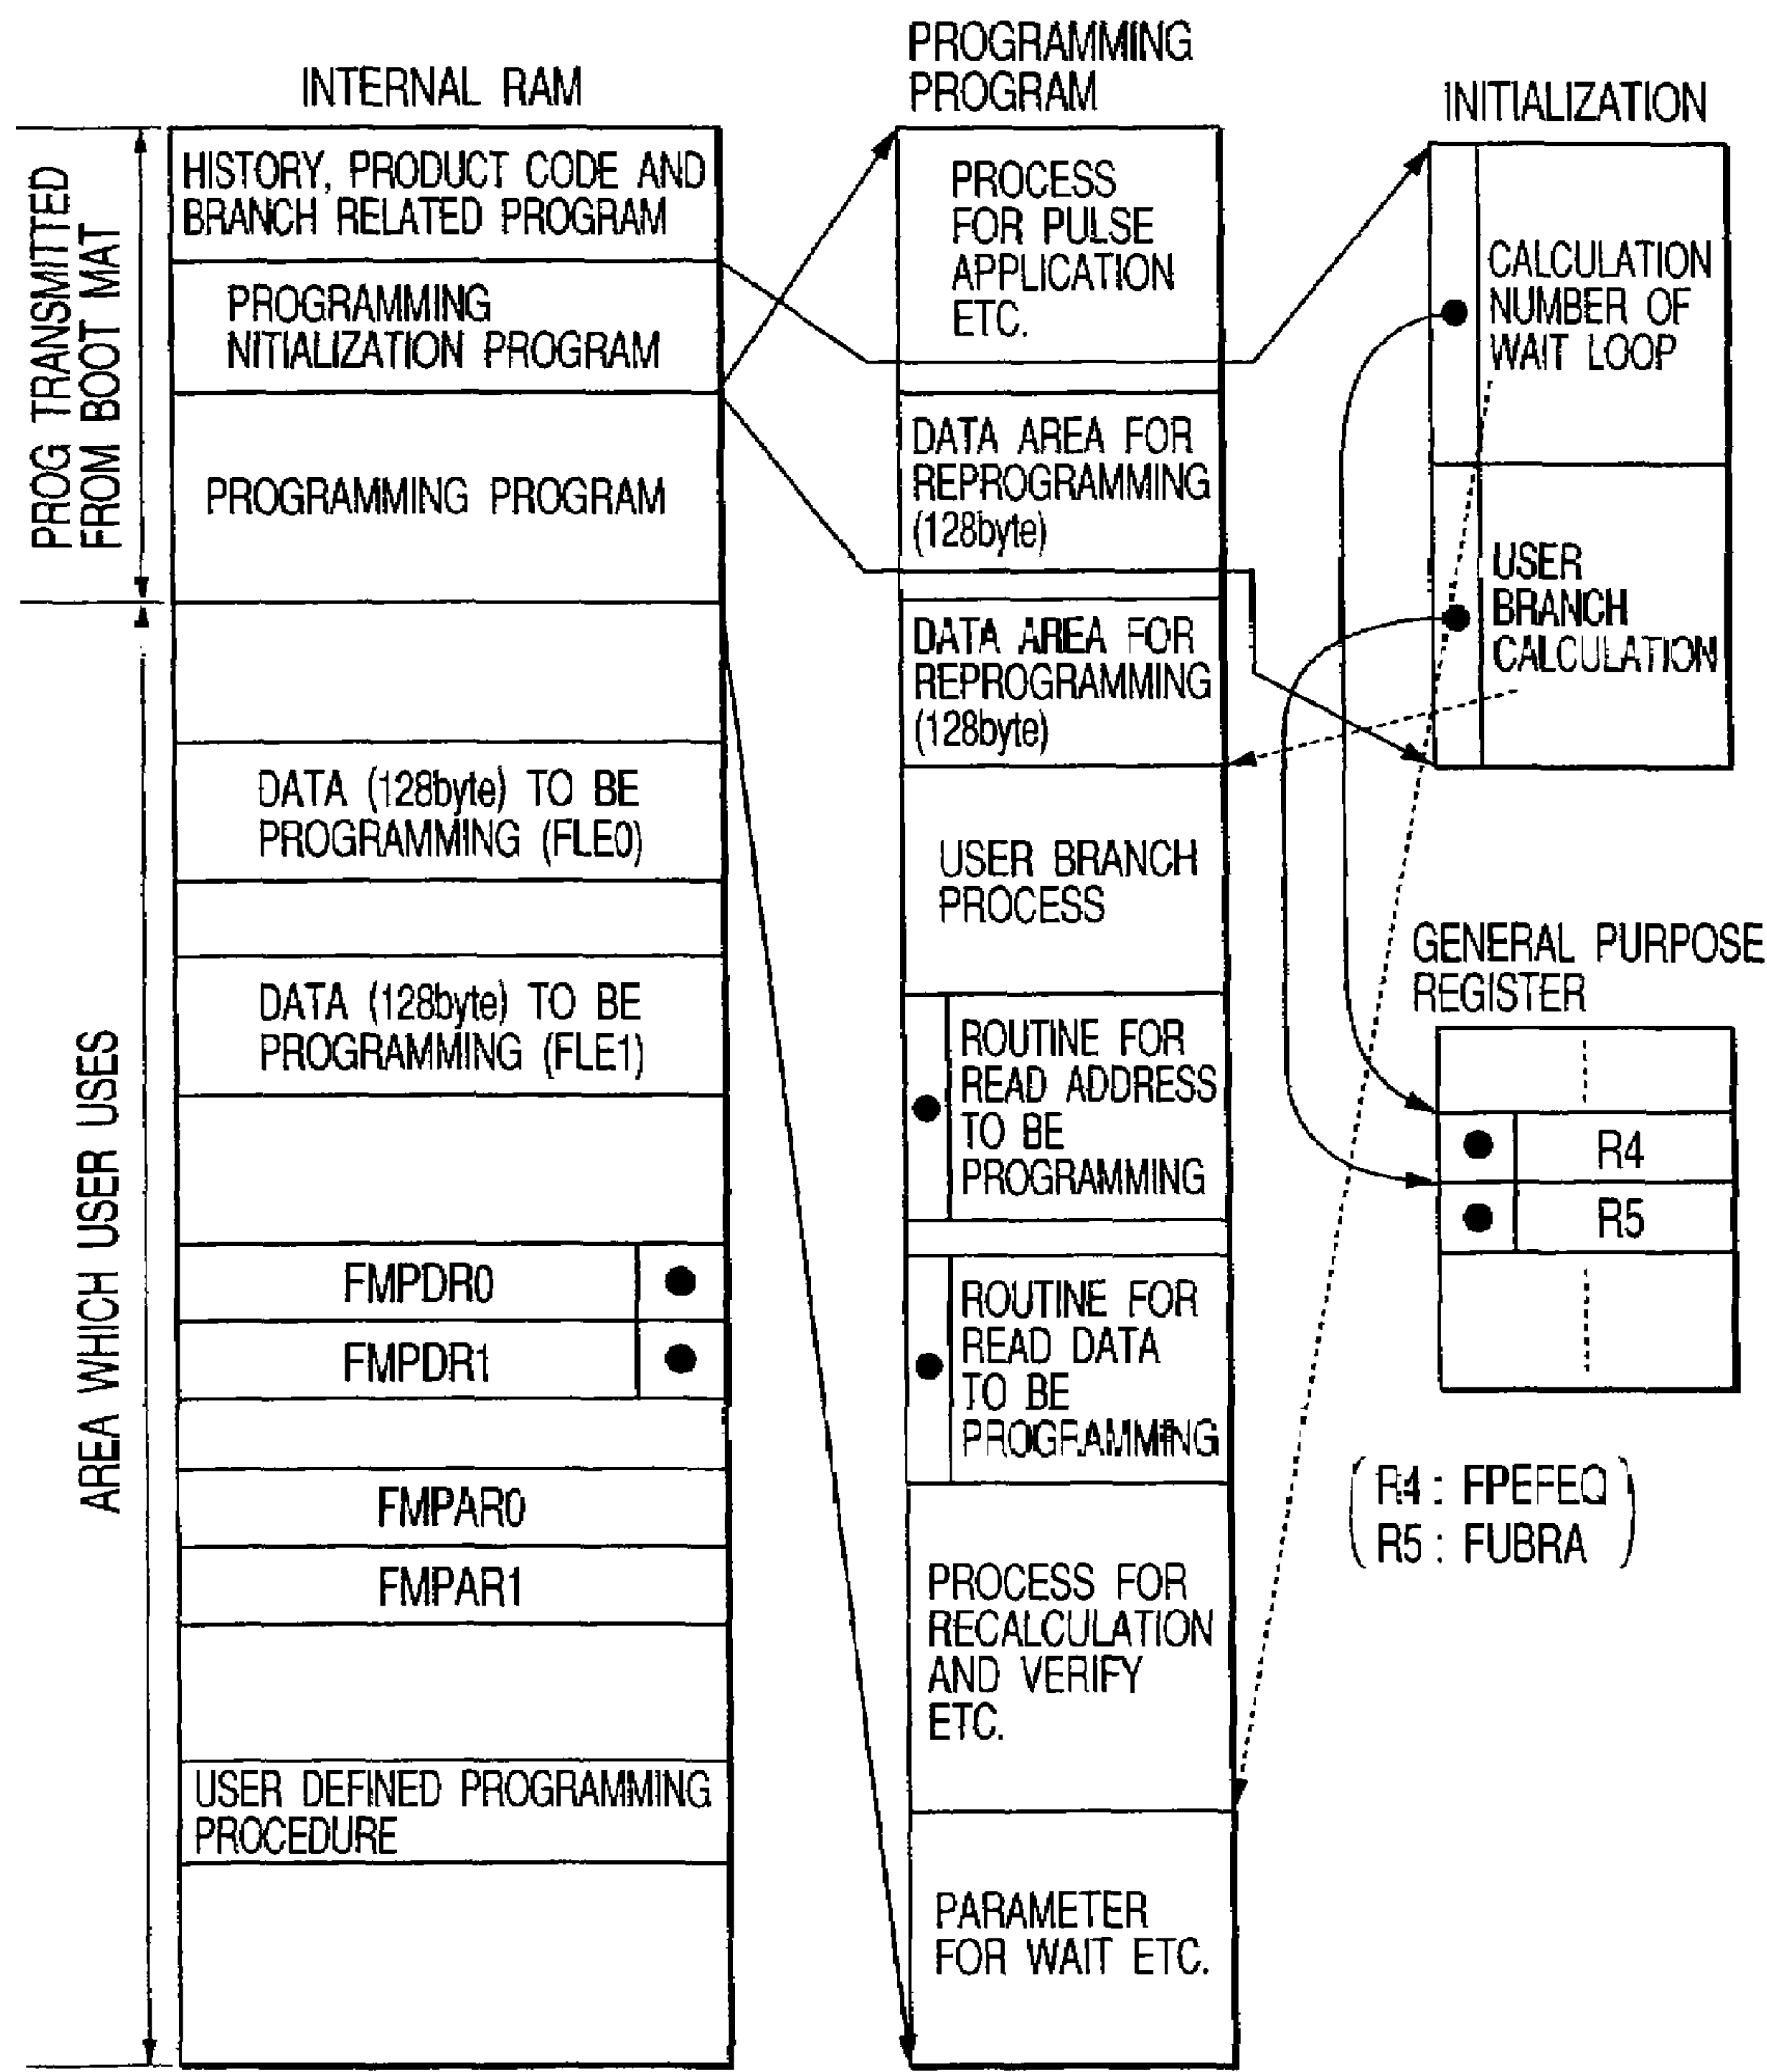 INTERNAL RAM
PROG TRANSMITTED
FROM BOOT MAT
AREA WHICH USER USES
HISTORY, PRODUCT CODE AND
BRANCH RELATED PROGRAM
PROGRAMMING
NITIALIZATION PROGRAM
PROGRAMMING PROGRAM
DATA (128byte) TO BE
PROGRAMMING (FLE0)
DATA (128byte) TO BE
PROGRAMMING (FLE1)
FMPDR0
FMPDR1
FMPAR0
FMPAR1
USER DEFINED PROGRAMMING
PROCEDURE
PROGRAMMING
PROGRAM
PROCESS
FOR PULSE
APPLICATION
ETC.
DATA AREA FOR
REPROGRAMMING
(128byte)
DATA AREA FOR
REPROGRAMMING
(128byte)
USER BRANCH
PROCESS
ROUTINE FOR
READ ADDRESS
TO BE
PROGRAMMING
ROUTINE FOR
READ DATA
TO BE
PROGRAMMING
PROCESS FOR
RECALCULATION
AND VERIFY
ETC.
PARAMETER
FOR WAIT ETC.
INITIALIZATION
CALCULATION
NUMBER OF
WAIT LOOP
USER
BRANCH
CALCULATION
GENERAL PURPOSE
REGISTER
R4
R5
(R4 : FPEFEQ)
(R5 : FUBRA)